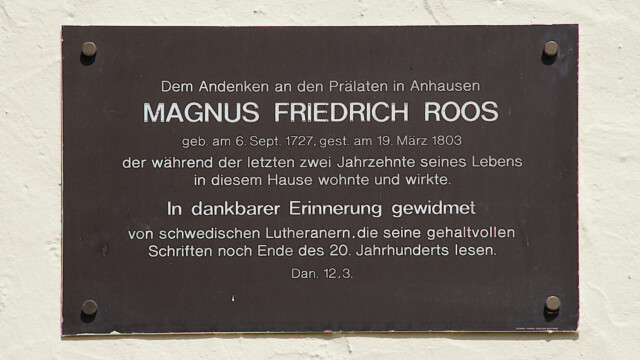 Dem Andenken an den Prälaten in Anhausen
MAGNUS FRIEDRICH ROOS
geb. am 6. Sept. 1727, gest. am 19. März 1803
der während der letzten zwei Jahrzehnte seines Lebens
in diesem Hause wohnte und wirkte.
In dankbarer Erinnerung gewidmet
von schwedischen Lutheranern, die seine gehaltvollen
Schriften noch Ende des 20. Jahrhunderts lesen.
Dan. 12,3.